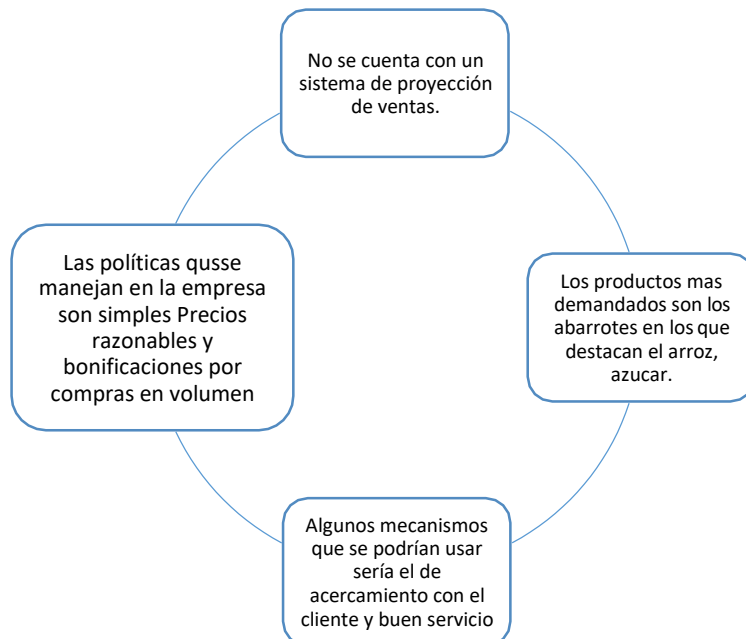 No se cuenta con un
sistema de proyección
de ventas.
Los productos mas
demandados son los
abarrotes en los que
destacan el arroz,
azucar.
Algunos mecanismos
que se podrían usar
sería el de
acercamiento con el
cliente y buen servicio
Las políticas qusse
manejan en la empresa
son simples Precios
razonables y
bonificaciones por
compras en volumen